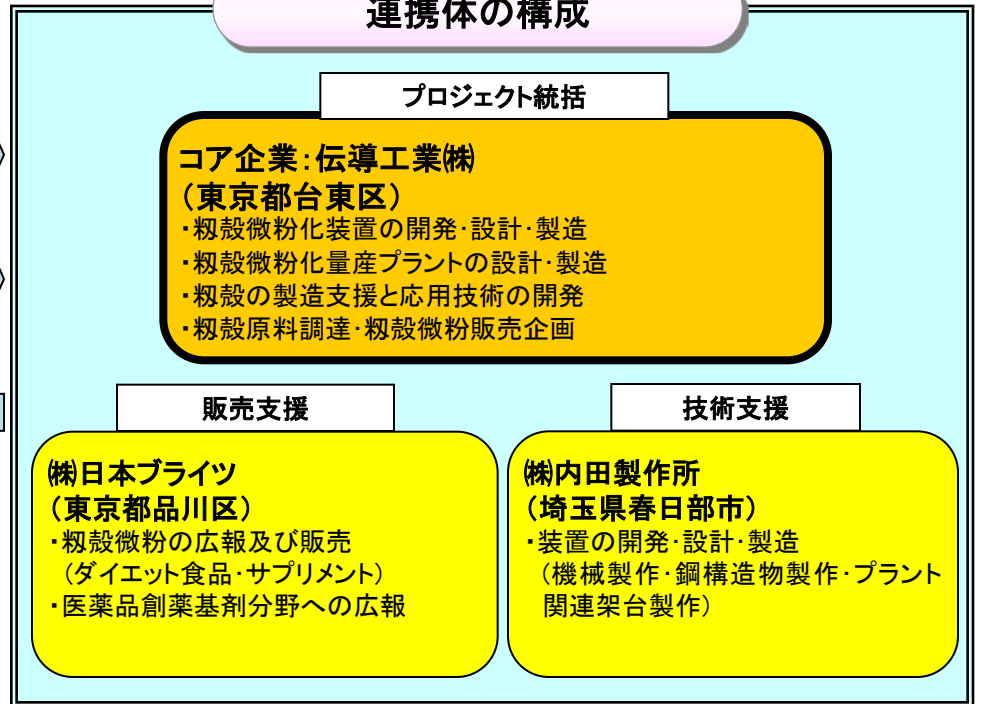 連携体の構成
プロジェクト統括
コア企業:伝導工業㈱
(東京都台東区)
・籾殻微粉化装置の開発・設計・製造
・籾殻微粉化量産プラントの設計・製造
・籾殻の製造支援と応用技術の開発
・籾殻原料調達・籾殻微粉販売企画
販売支援
㈱日本ブライツ
(東京都品川区)
・籾殻微粉の広報及び販売
(ダイエット食品・サプリメント)
・医薬品創薬基剤分野への広報
技術支援
㈱内田製作所
(埼玉県春日部市)
・装置の開発・設計・製造
(機械製作・鋼構造物製作・プラント
関連架台製作)